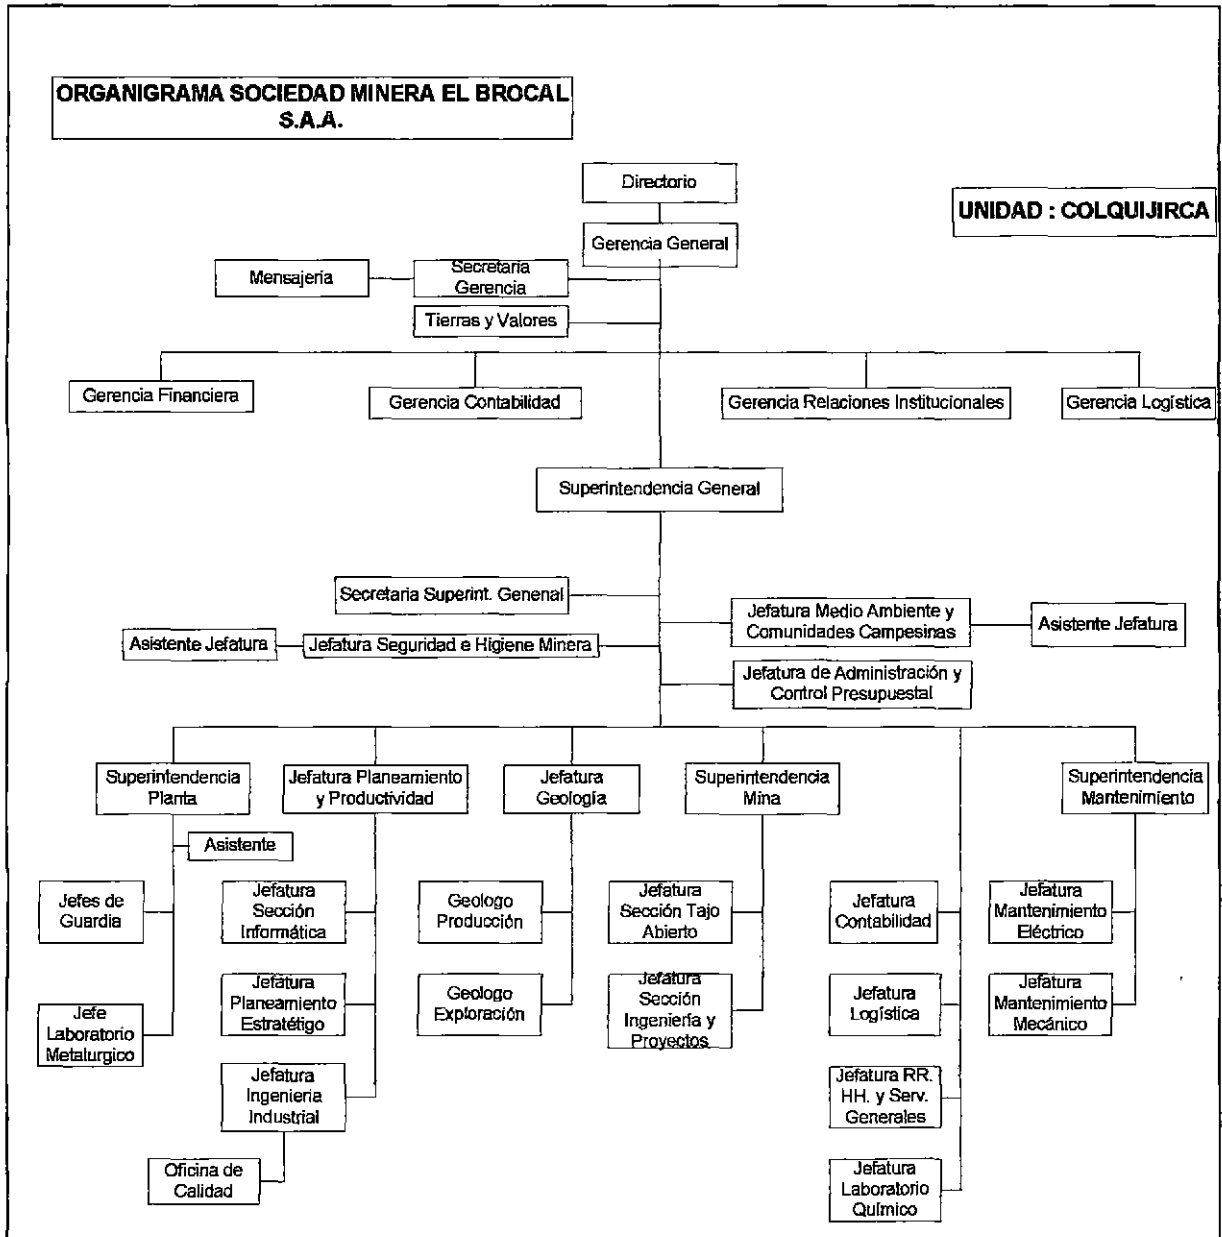 ORGANIGRAMA SOCIEDAD MINERA EL BROCAL
S.A.A.
Directorio
UNIDAD : COLQUIJIRCA
Gerencia General
Mensajería
Secretaria
Gerencia
Tierras y Valores
Gerencia Financiera
Gerencia Contabilidad
Gerencia Relaciones Institucionales
Gerencia Logística
Superintendencia General
Secretaria Superint. General
Jefatura Medio Ambiente y
Comunidades Campesinas
Asistente Jefatura
Asistente Jefatura
Jefatura Seguridad e Higiene Minera
Jefatura de Administración y
Control Presupuestal
Superintendencia
Planta
Jefatura Planeamiento
y Productividad
Jefatura
Geología
Superintendencia
Mina
Superintendencia
Mantenimiento
Asistente
Jefes de
Guardia
Jefatura
Sección
Informática
Geologo
Producción
Jefatura
Sección Tajo
Abierto
Jefatura
Contabilidad
Jefatura
Mantenimiento
Eléctrico
Jefe
Laboratorio
Metalurgico
Jefatura
Planeamiento
Estratétigo
Geologo
Exploración
Jefatura
Sección
Ingeniería y
Proyectos
Jefatura
Logística
Jefatura
Mantenimiento
Mecánico
Jefatura
Ingenieria
Industrial
Jefatura RR.
HH. y Serv.
Generales
Oficina de
Calidad
Jefatura
Laboratorio
Químico